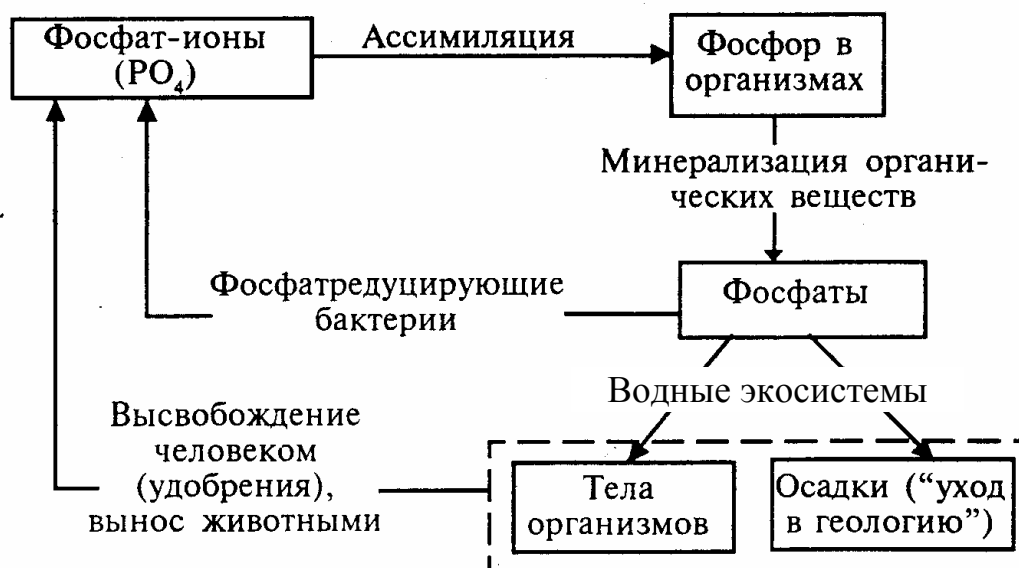 Фосфат-ионы
(PO₄)
Ассимиляция
Фосфор в
организмах
Минерализация органи-
ческих веществ
Фосфатредуцирующие
бактерии
Фосфаты
Водные экосистемы
Высвобождение
человеком
(удобрения),
вынос животными
Тела
организмов
Осадки (“уход
в геологию”)